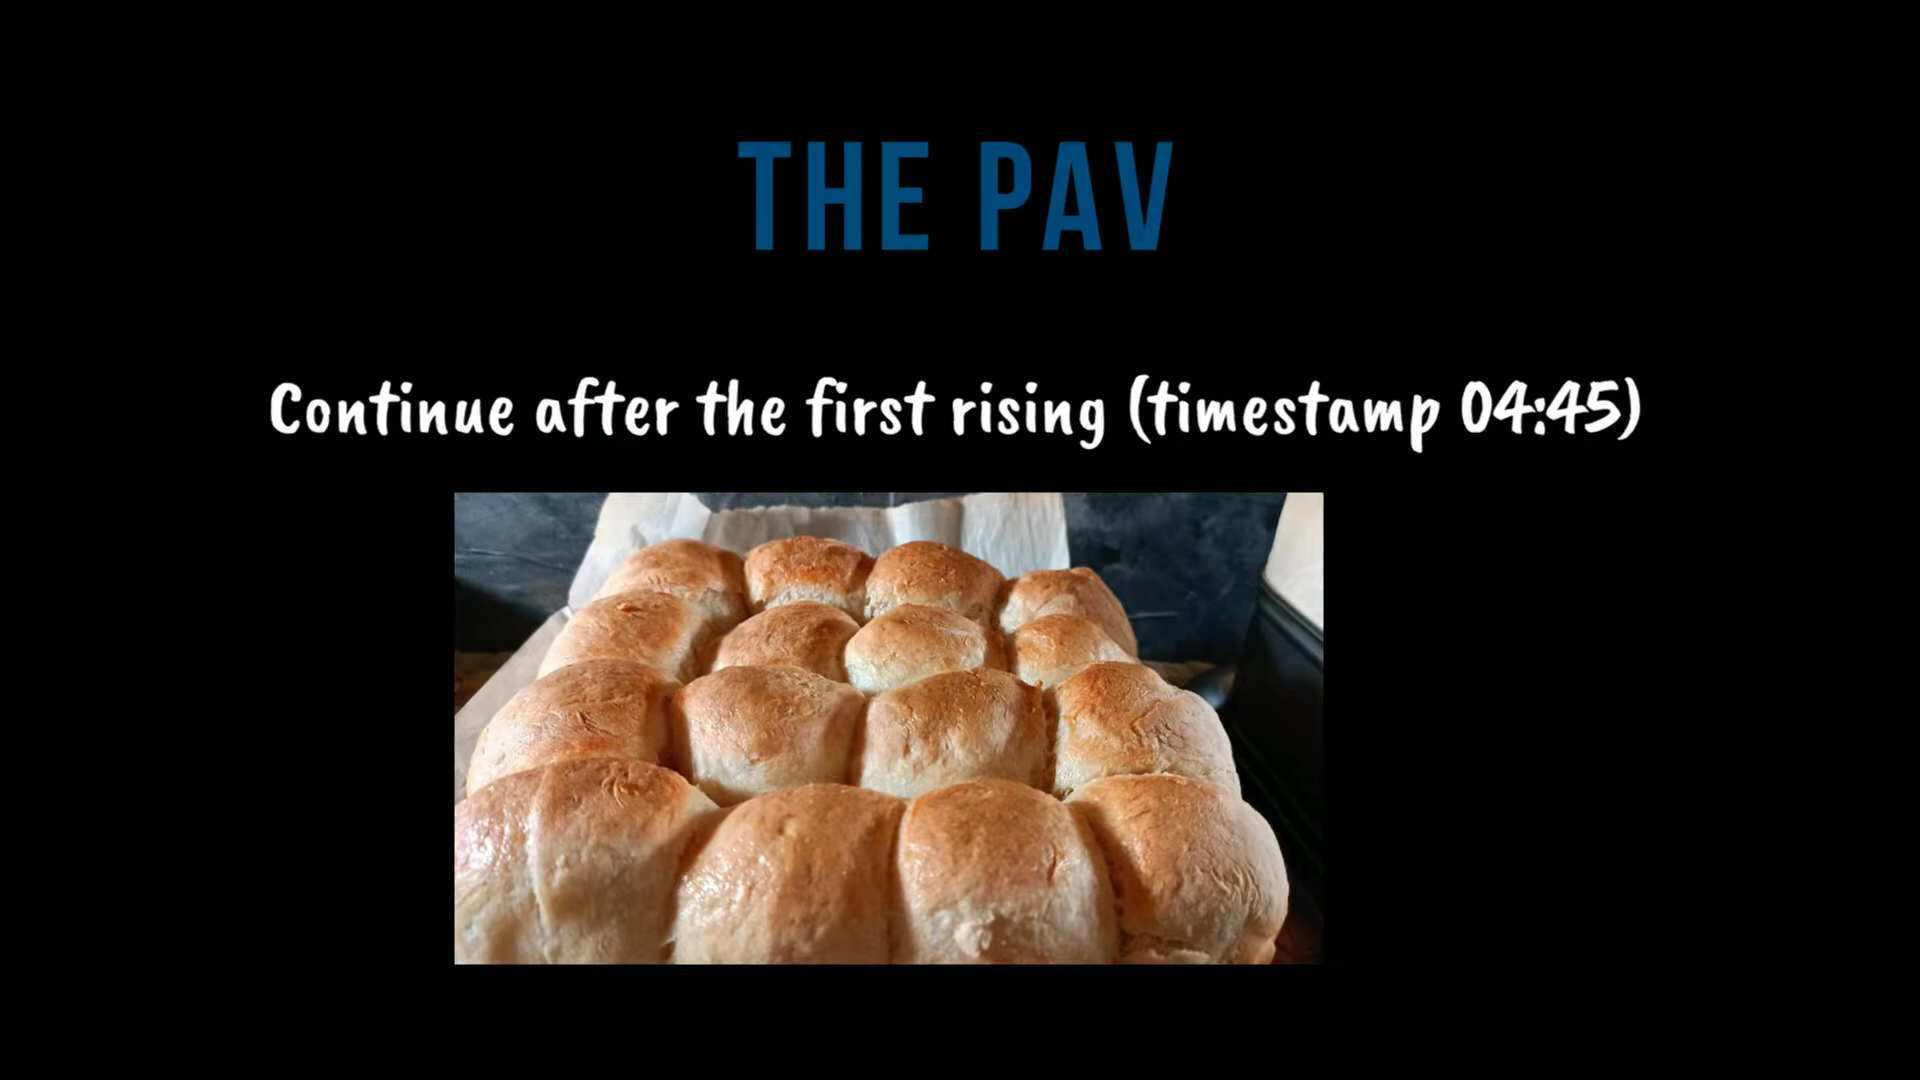 THE PAV
Continue after the first rising (timestamp 04:45)